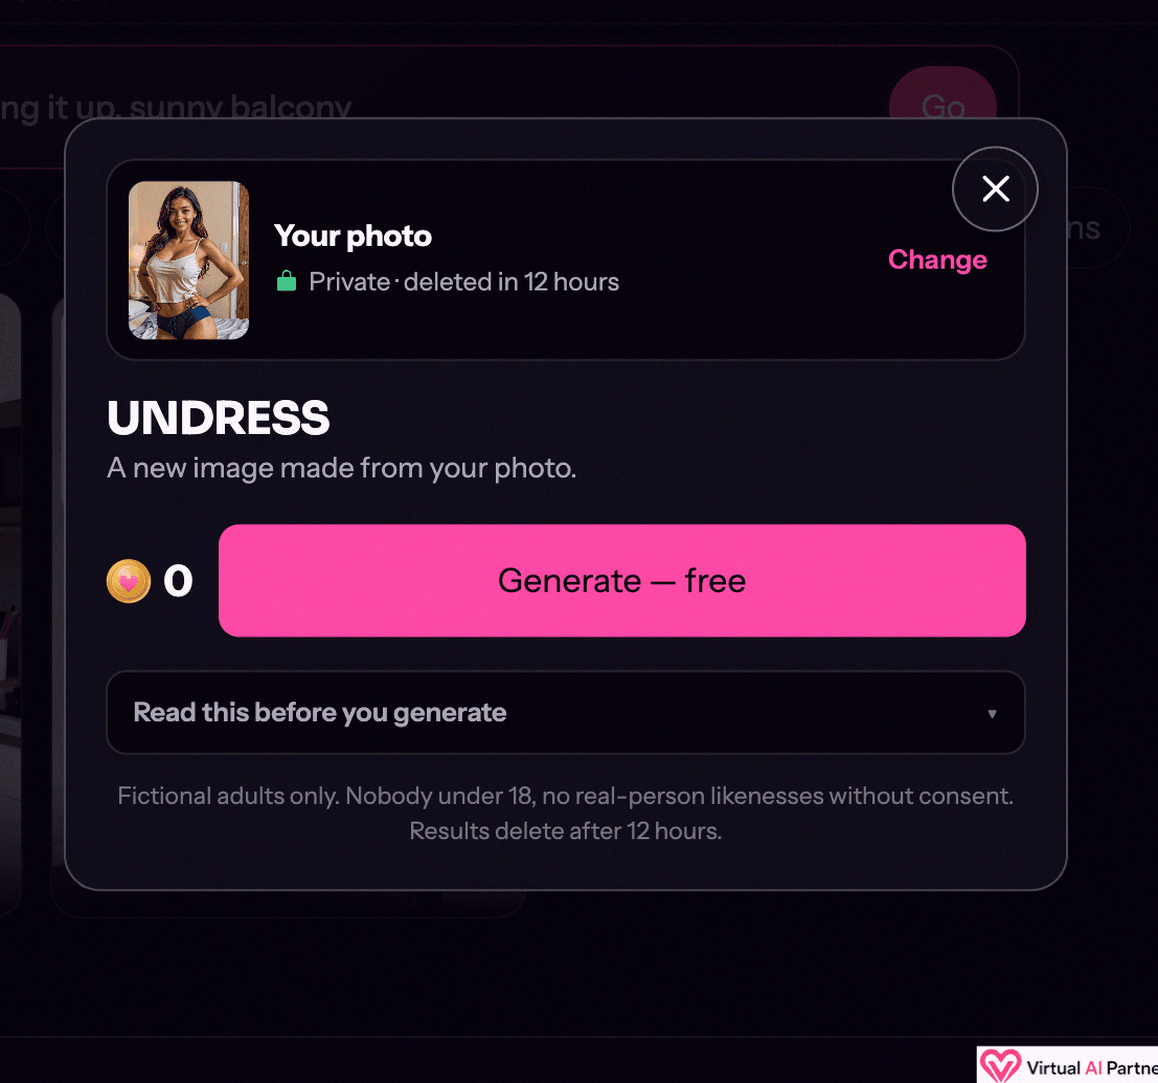 ng it up, sunny balcony
Go
Your photo
Private · deleted in 12 hours
Change
ns
UNDRESS
A new image made from your photo.
0
Generate — free
Read this before you generate
Fictional adults only. Nobody under 18, no real-person likenesses without consent.
Results delete after 12 hours.
Virtual AI Partne